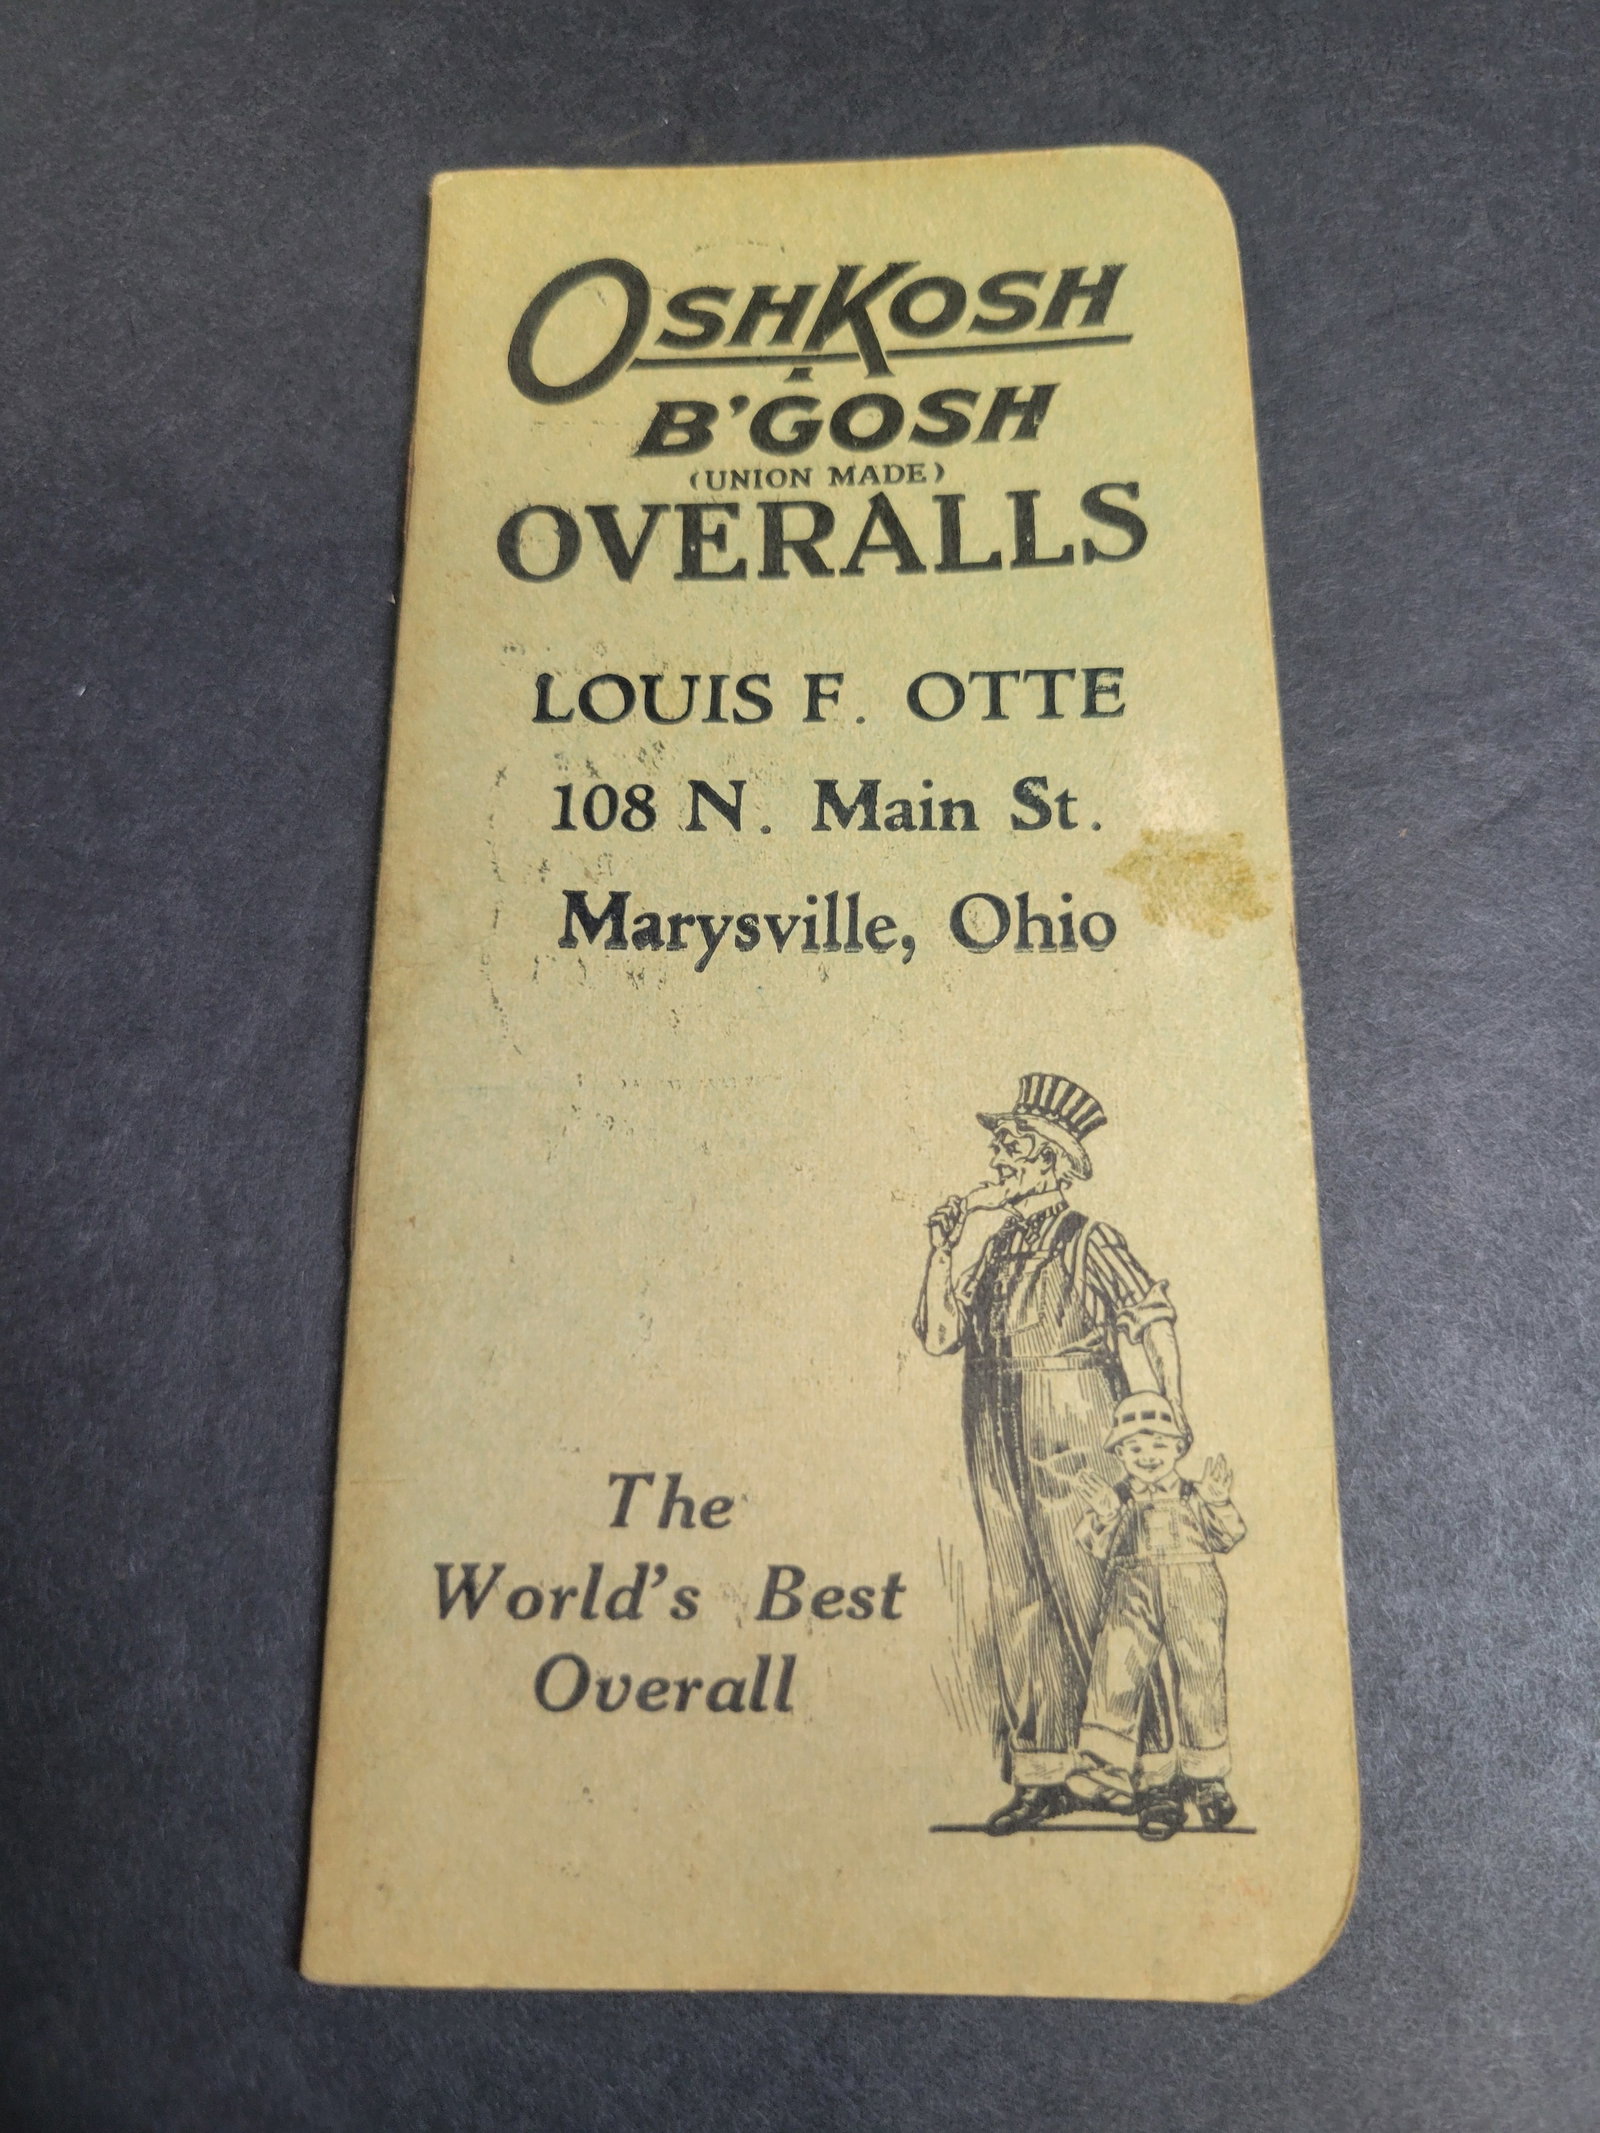 OSHKOSH
B'GOSH
(UNION MADE)
OVERALLS
LOUIS F. OTTE
108 N. Main St.
Marysville, Ohio
The
World's Best
Overall